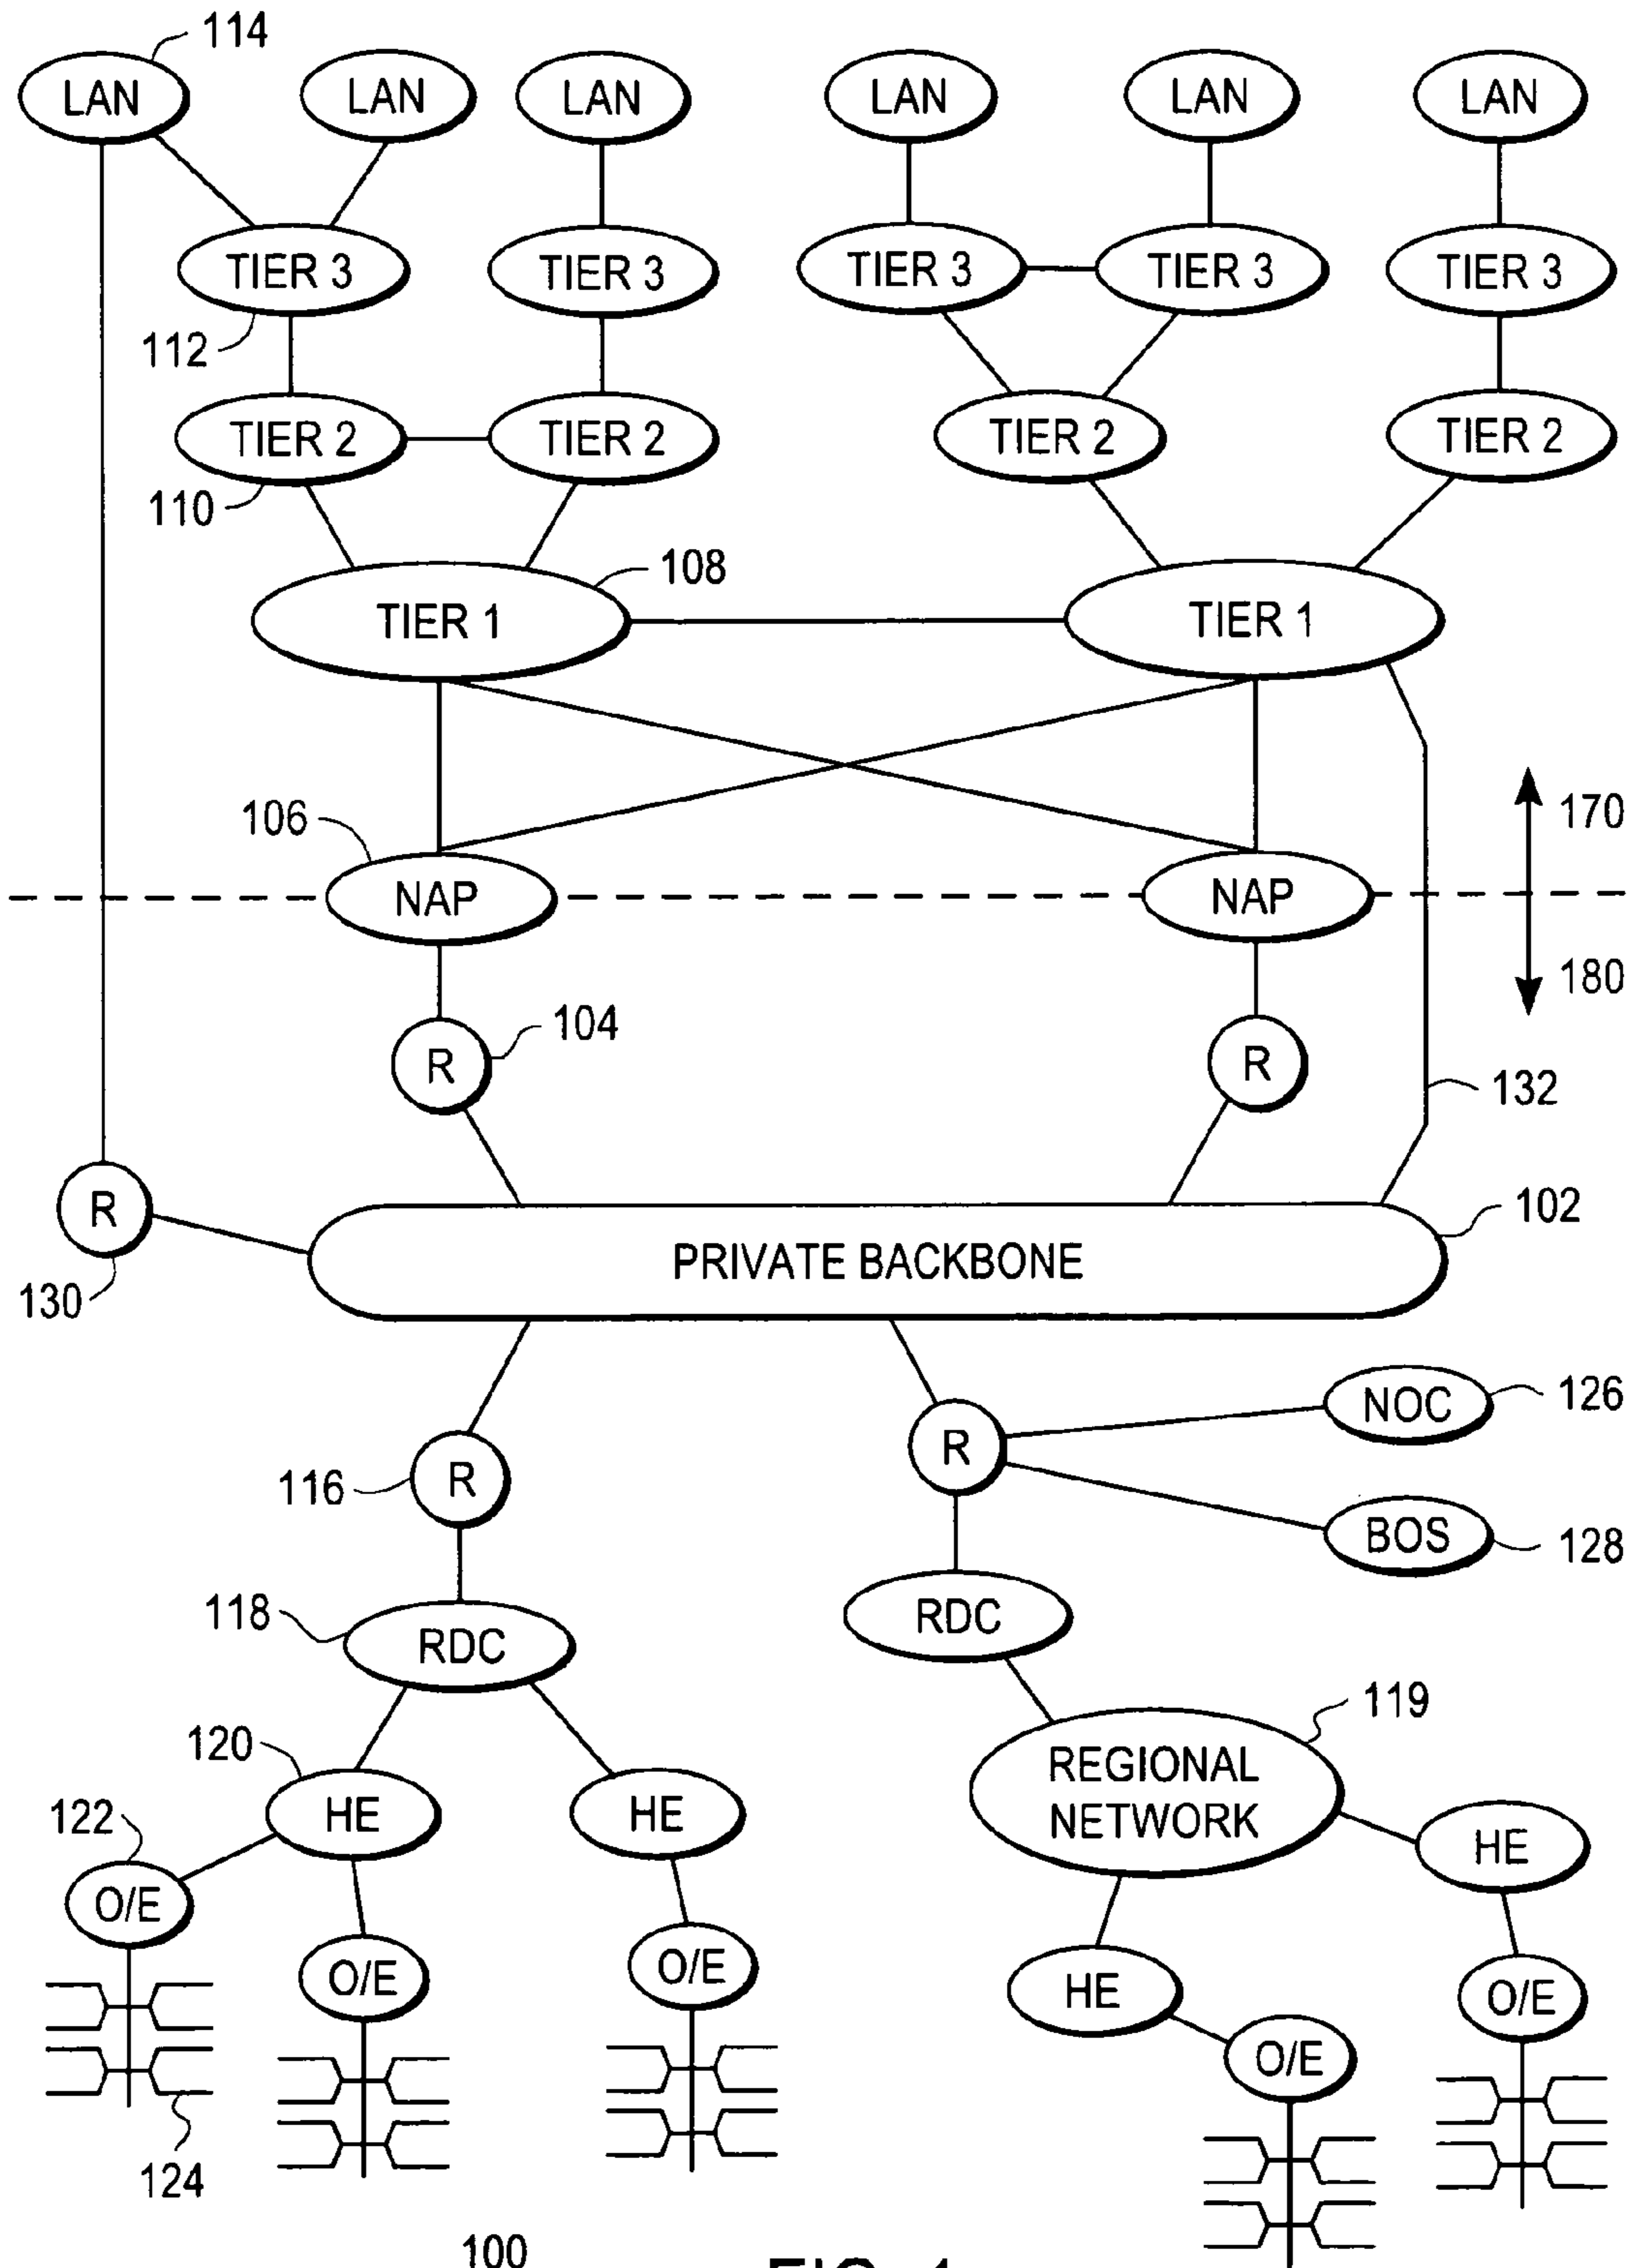 114
LAN
LAN
LAN
LAN
LAN
LAN
TIER 3
TIER 3
TIER 3
TIER 3
TIER 3
112
TIER 2
TIER 2
TIER 2
TIER 2
110
108
TIER 1
TIER 1
106
170
NAP
NAP
180
104
R
R
132
R
102
PRIVATE BACKBONE
130
NOC
126
R
116
R
BOS
128
118
RDC
RDC
119
120
REGIONAL
NETWORK
122
HE
HE
HE
O/E
O/E
O/E
HE
O/E
O/E
124
100
FIG. 1